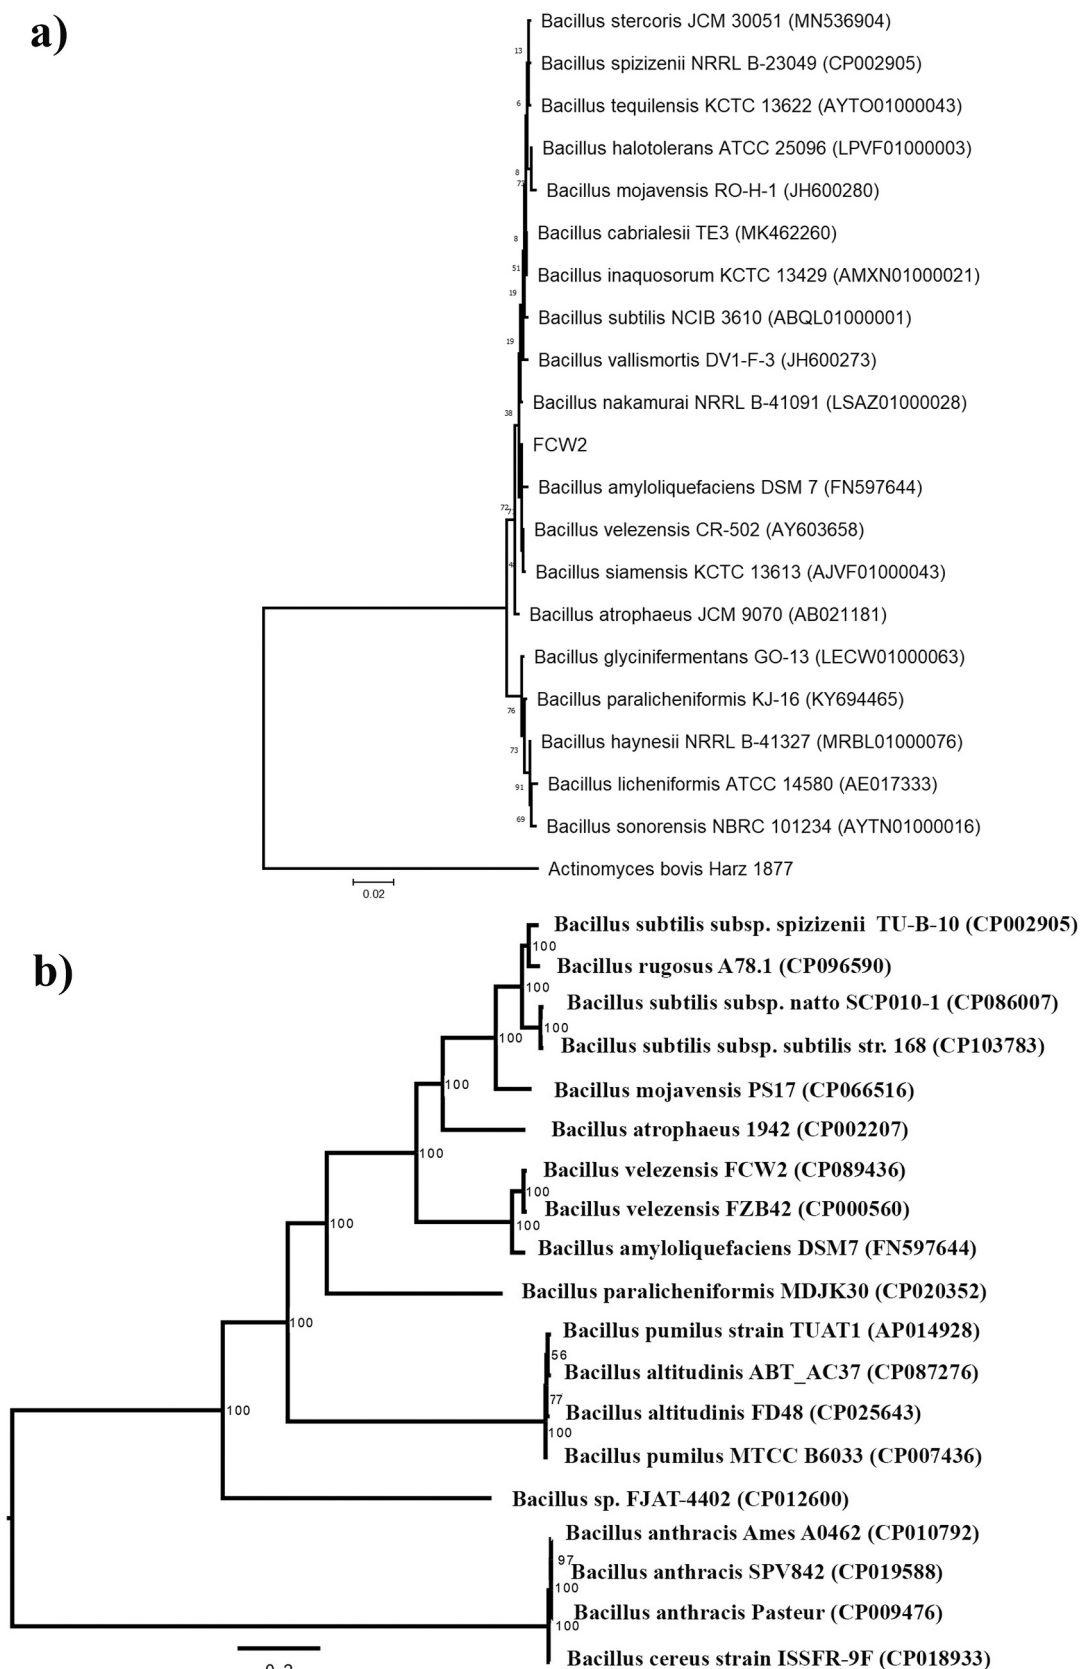 a)
Bacillus stercoris JCM 30051 (MN536904)
13
Bacillus spizizenii NRRL B-23049 (CP002905)
6
Bacillus tequilensis KCTC 13622 (AYTO01000043)
Bacillus halotolerans ATCC 25096 (LPVF01000003)
8
Bacillus mojavensis RO-H-1 (JH600280)
Bacillus cabrialesii TE3 (MK462260)
8
51
Bacillus inaquosorum KCTC 13429 (AMXN01000021)
19
Bacillus subtilis NCIB 3610 (ABQL01000001)
19
Bacillus vallismortis DV1-F-3 (JH600273)
Bacillus nakamurai NRRL B-41091 (LSAZ01000028)
38
FCW2
Bacillus amyloliquefaciens DSM 7 (FN597644)
72
Bacillus velezensis CR-502 (AY603658)
Bacillus siamensis KCTC 13613 (AJVF01000043)
Bacillus atrophaeus JCM 9070 (AB021181)
Bacillus glycinifermentans GO-13 (LECW01000063)
Bacillus paralicheniformis KJ-16 (KY694465)
76
Bacillus haynesii NRRL B-41327 (MRBL01000076)
73
Bacillus licheniformis ATCC 14580 (AE017333)
91
69
Bacillus sonorensis NBRC 101234 (AYTN01000016)
Actinomyces bovis Harz 1877
0.02
b)
Bacillus subtilis subsp. spizizenii TU-B-10 (CP002905)
100
Bacillus rugosus A78.1 (CP096590)
100
Bacillus subtilis subsp. natto SCP010-1 (CP086007)
100
100
Bacillus subtilis subsp. subtilis str. 168 (CP103783)
100
Bacillus mojavensis PS17 (CP066516)
Bacillus atrophaeus 1942 (CP002207)
100
Bacillus velezensis FCW2 (CP089436)
100
Bacillus velezensis FZB42 (CP000560)
100
100
Bacillus amyloliquefaciens DSM7 (FN597644)
Bacillus paralicheniformis MDJK30 (CP020352)
100
Bacillus pumilus strain TUAT1 (AP014928)
56
Bacillus altitudinis ABT_AC37 (CP087276)
77
100
Bacillus altitudinis FD48 (CP025643)
100
Bacillus pumilus MTCC B6033 (CP007436)
Bacillus sp. FJAT-4402 (CP012600)
Bacillus anthracis Ames A0462 (CP010792)
97
Bacillus anthracis SPV842 (CP019588)
100
Bacillus anthracis Pasteur (CP009476)
100
Bacillus cereus strain ISSFR-9F (CP018933)